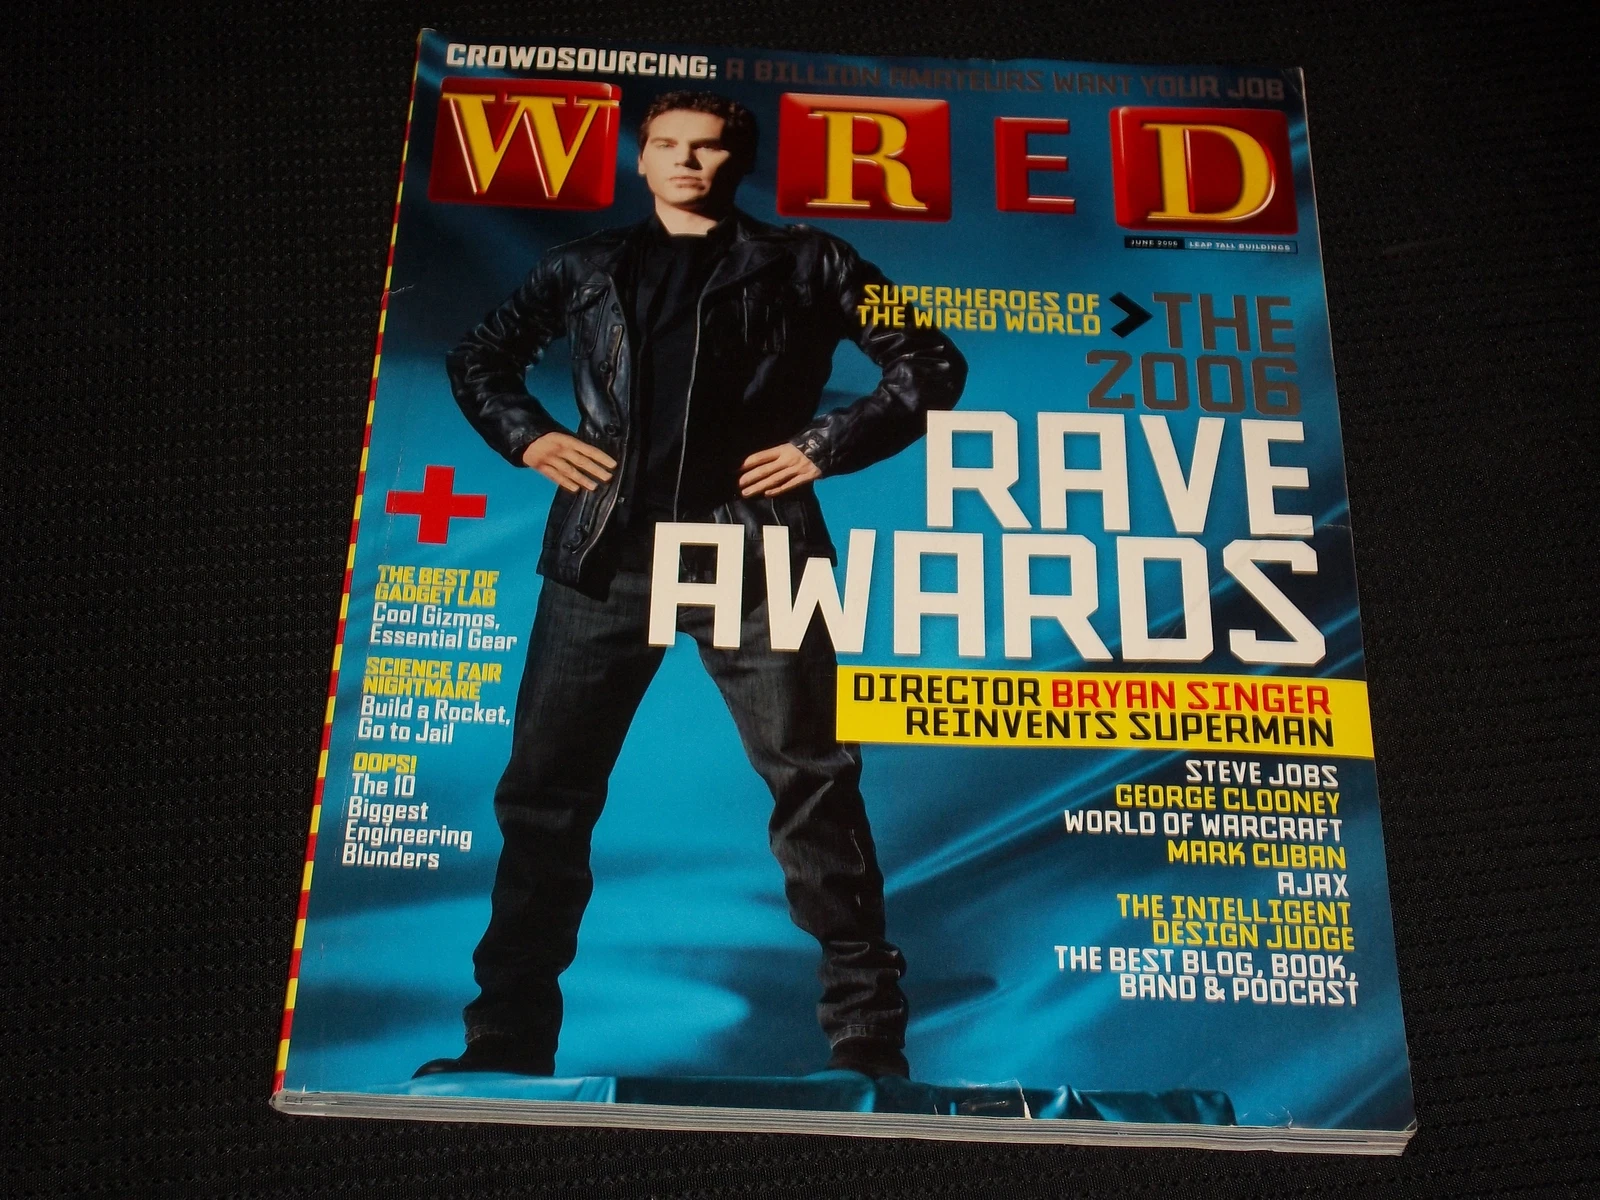 CROWDSOURCING: A BILLION AMATEURS WANT YOUR JOB
WIRED
JUNE 2006 LEAP TALL BUILDINGS
SUPERHEROES OF
THE WIRED WORLD
> THE
2006
RAVE
AWARDS
DIRECTOR BRYAN SINGER
REINVENTS SUPERMAN
STEVE JOBS
GEORGE CLOONEY
WORLD OF WARCRAFT
MARK CUBAN
AJAX
THE INTELLIGENT
DESIGN JUDGE
THE BEST BLOG, BOOK,
BAND & PODCAST
+
THE BEST OF
GADGET LAB
Cool Gizmos,
Essential Gear
SCIENCE FAIR
NIGHTMARE
Build a Rocket,
Go to Jail
OOPS!
The 10
Biggest
Engineering
Blunders